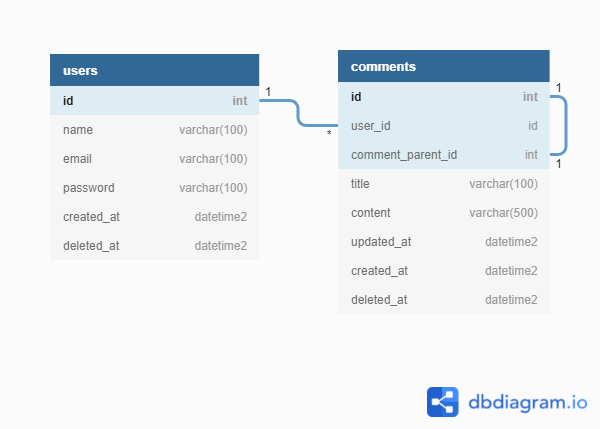 users
id int
name varchar(100)
email varchar(100)
password varchar(100)
created_at datetime2
deleted_at datetime2
1
*
comments
id int
user_id id
comment_parent_id int
title varchar(100)
content varchar(500)
updated_at datetime2
created_at datetime2
deleted_at datetime2
1
1
dbdiagram.io